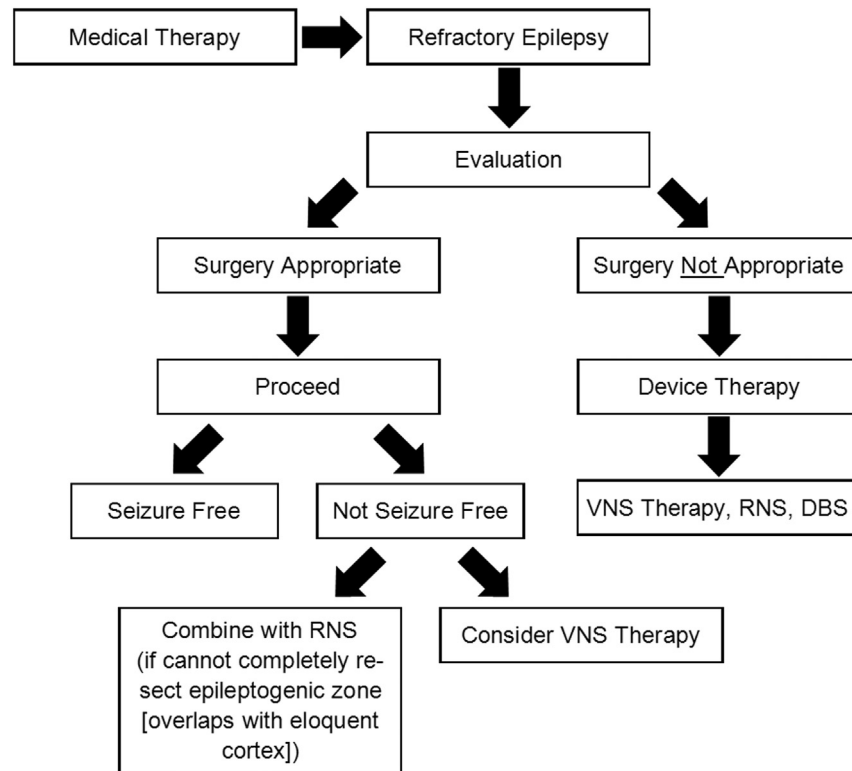 Medical Therapy
Refractory Epilepsy
Evaluation
Surgery Appropriate
Surgery Not Appropriate
Proceed
Device Therapy
Seizure Free
Not Seizure Free
VNS Therapy, RNS, DBS
Combine with RNS
(if cannot completely re-
sect epileptogenic zone
[overlaps with eloquent
cortex])
Consider VNS Therapy